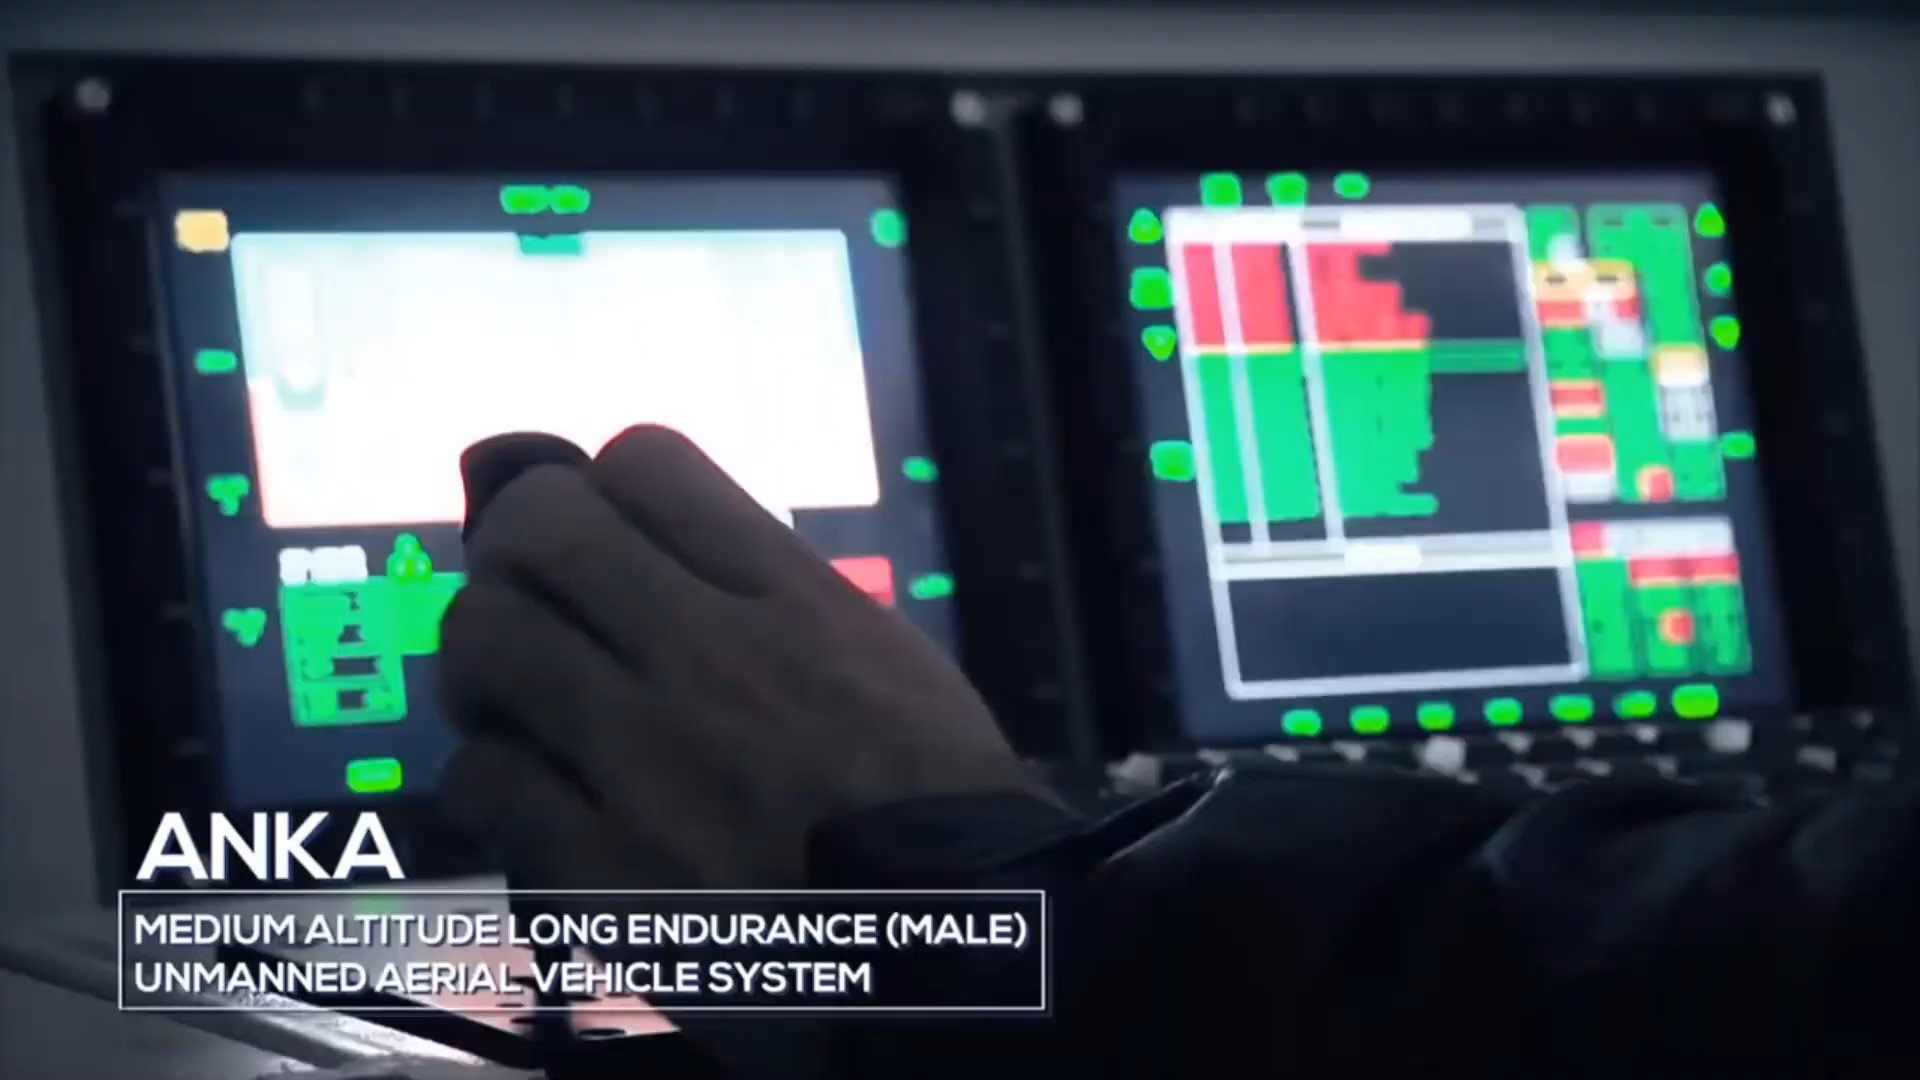 ANKA
MEDIUM ALTITUDE LONG ENDURANCE (MALE)
UNMANNED AERIAL VEHICLE SYSTEM